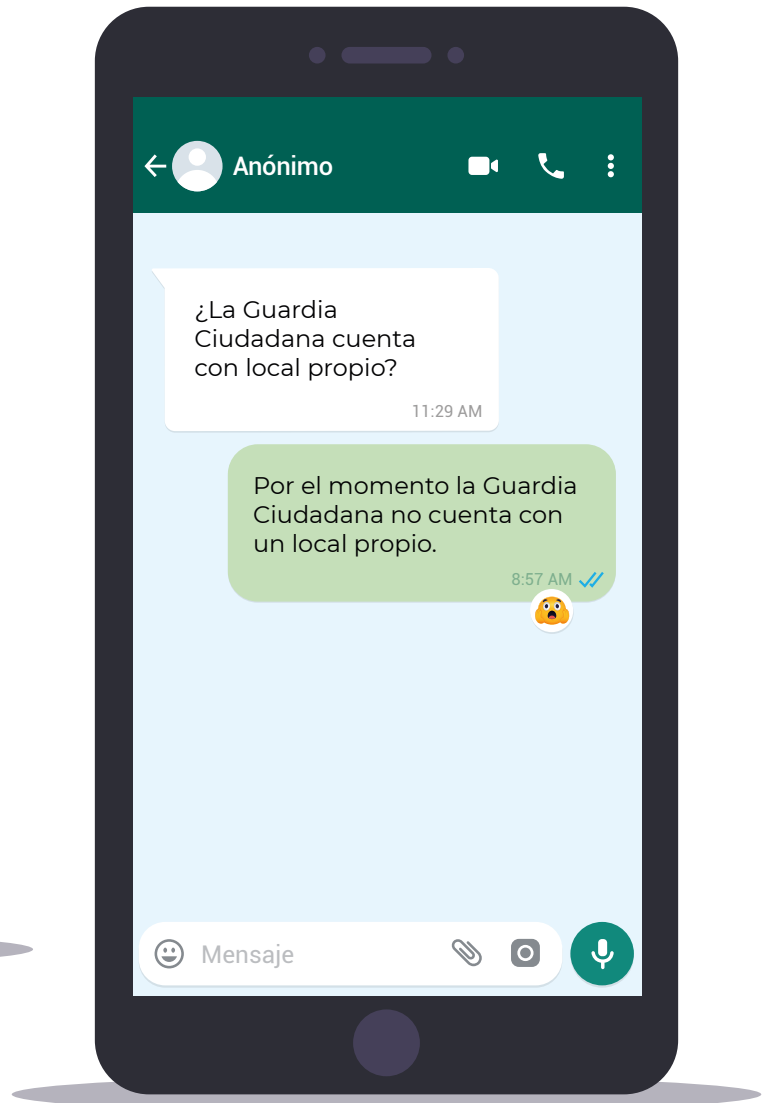 Anónimo
¿La Guardia
Ciudadana cuenta
con local propio?
11:29 AM
Por el momento la Guardia
Ciudadana no cuenta con
un local propio.
8:57 AM
Mensaje